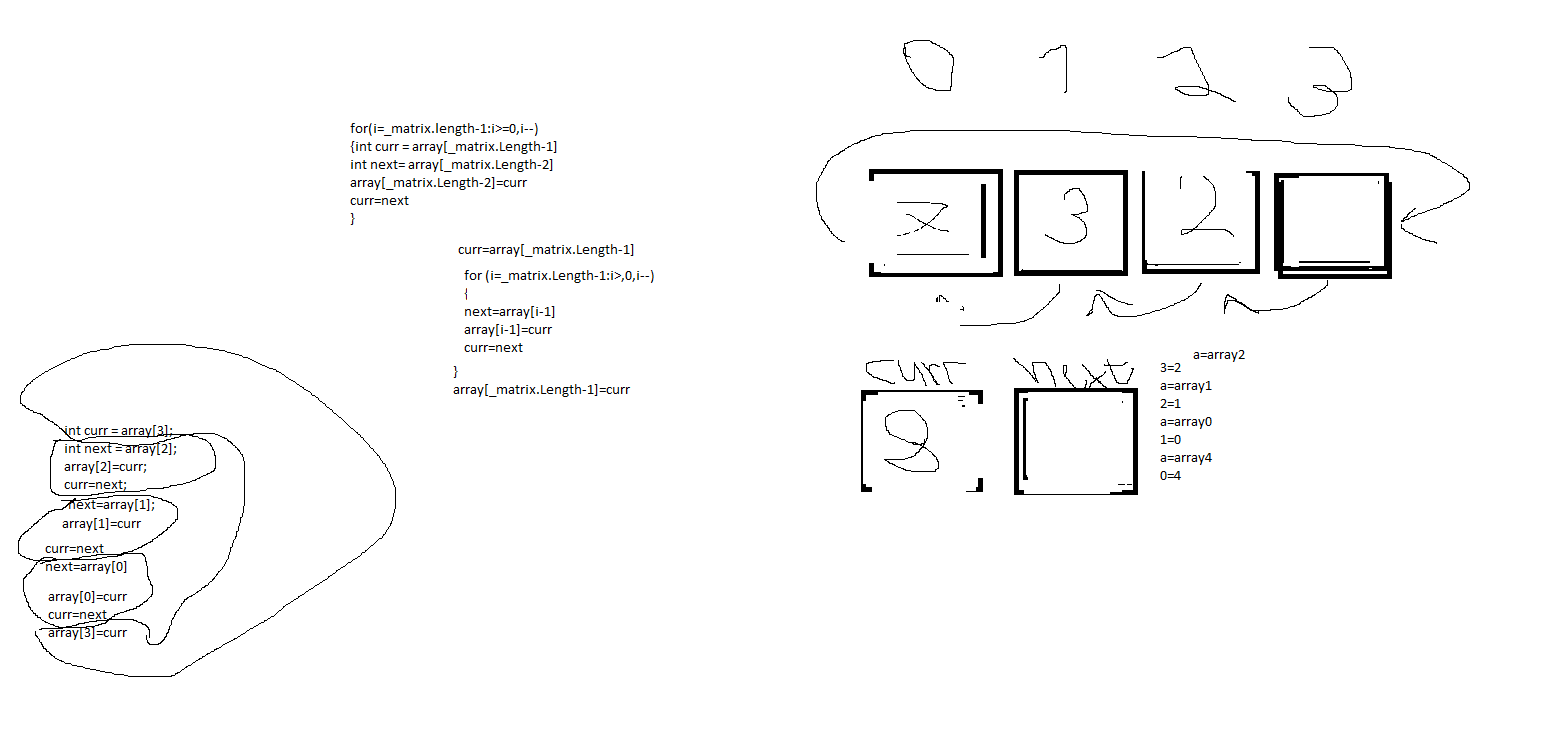 0 1 2 3
for(i=_matrix.length-1:i>=0,i--)
{int curr = array[_matrix.Length-1]
int next= array[_matrix.Length-2]
array[_matrix.Length-2]=curr
curr=next
}
3 2
curr=array[_matrix.Length-1]
for (i=_matrix.Length-1:i>,0,i--)
{
next=array[i-1]
array[i-1]=curr
curr=next
}
array[_matrix.Length-1]=curr
curr next
a=array2
3=2
a=array1
2=1
a=array0
1=0
a=array4
0=4
int curr = array[3];
int next = array[2];
array[2]=curr;
curr=next;
next=array[1];
array[1]=curr
curr=next
next=array[0]
array[0]=curr
curr=next
array[3]=curr